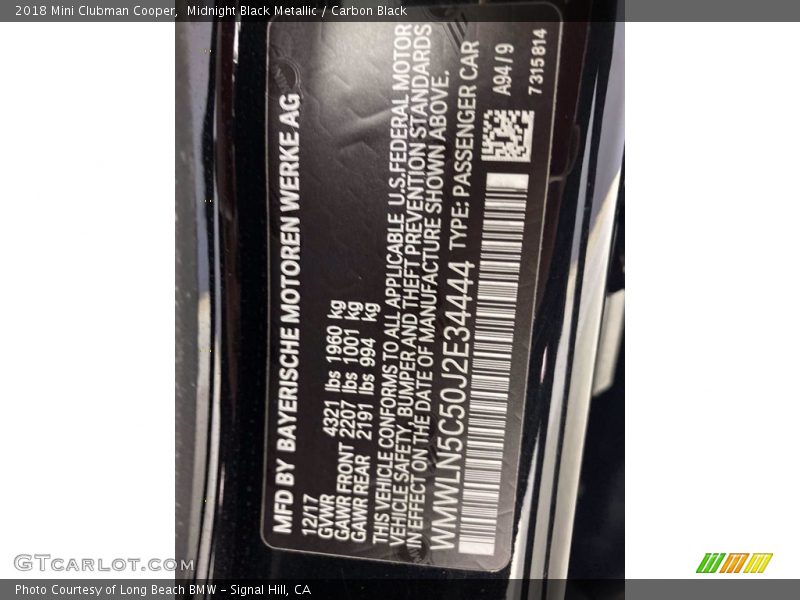 2018 Mini Clubman Cooper,  Midnight Black Metallic / Carbon Black
MFD BY BAYERISCHE MOTOREN WERKE AG
12/17
GVWR 4321 lbs 1960 kg
GAWR FRONT 2207 lbs 1001 kg
GAWR REAR 2191 lbs 994 kg
THIS VEHICLE CONFORMS TO ALL APPLICABLE U.S.FEDERAL MOTOR
VEHICLE SAFETY, BUMPER AND THEFT PREVENTION STANDARDS
IN EFFECT ON THE DATE OF MANUFACTURE SHOWN ABOVE.
WMWLN5C50J2E34444 TYPE: PASSENGER CAR
A94/9
7315814
GTcarlot.com
Photo Courtesy of Long Beach BMW – Signal Hill, CA